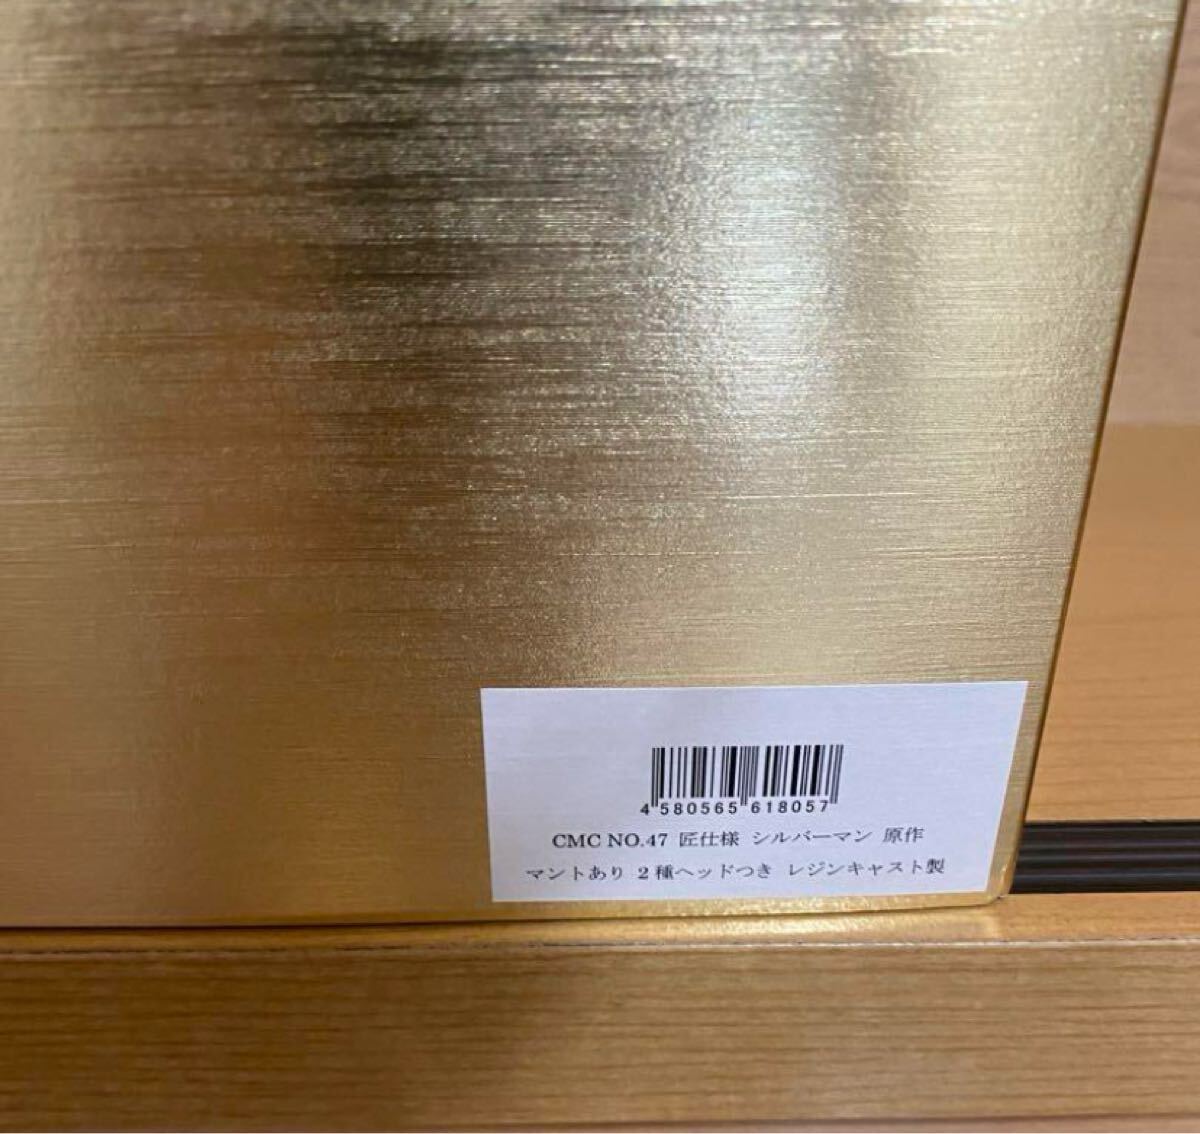 4 580565 618057
CMC NO.47 匠仕様 シルバーマン 原作
マントあり 2種ヘッドつき レジンキャスト製